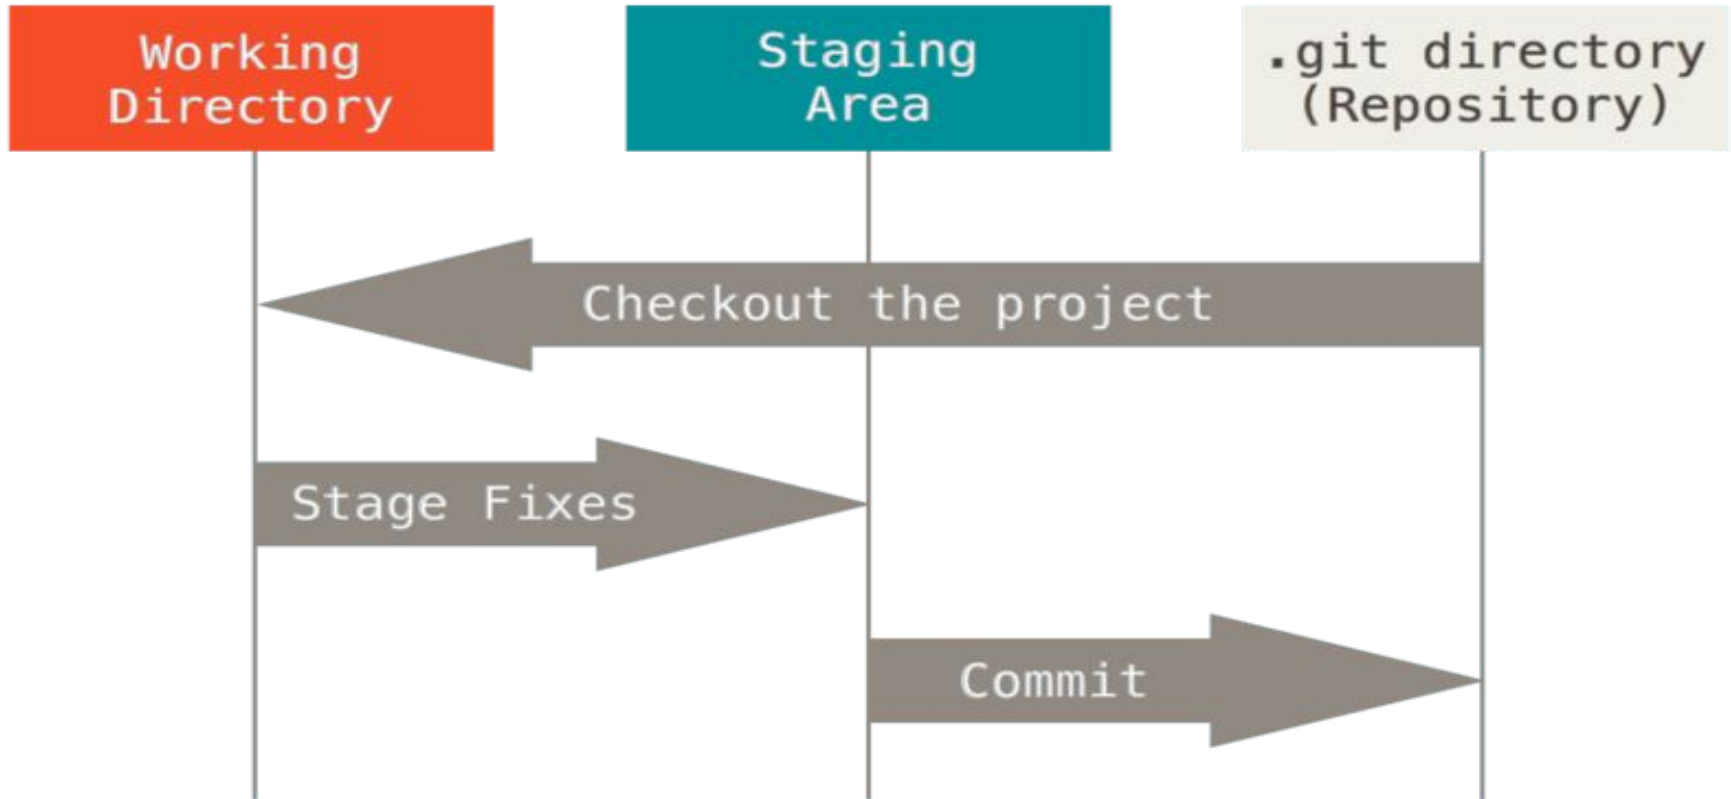 Working
Directory
Staging
Area
.git directory
(Repository)
Checkout the project
Stage Fixes
Commit